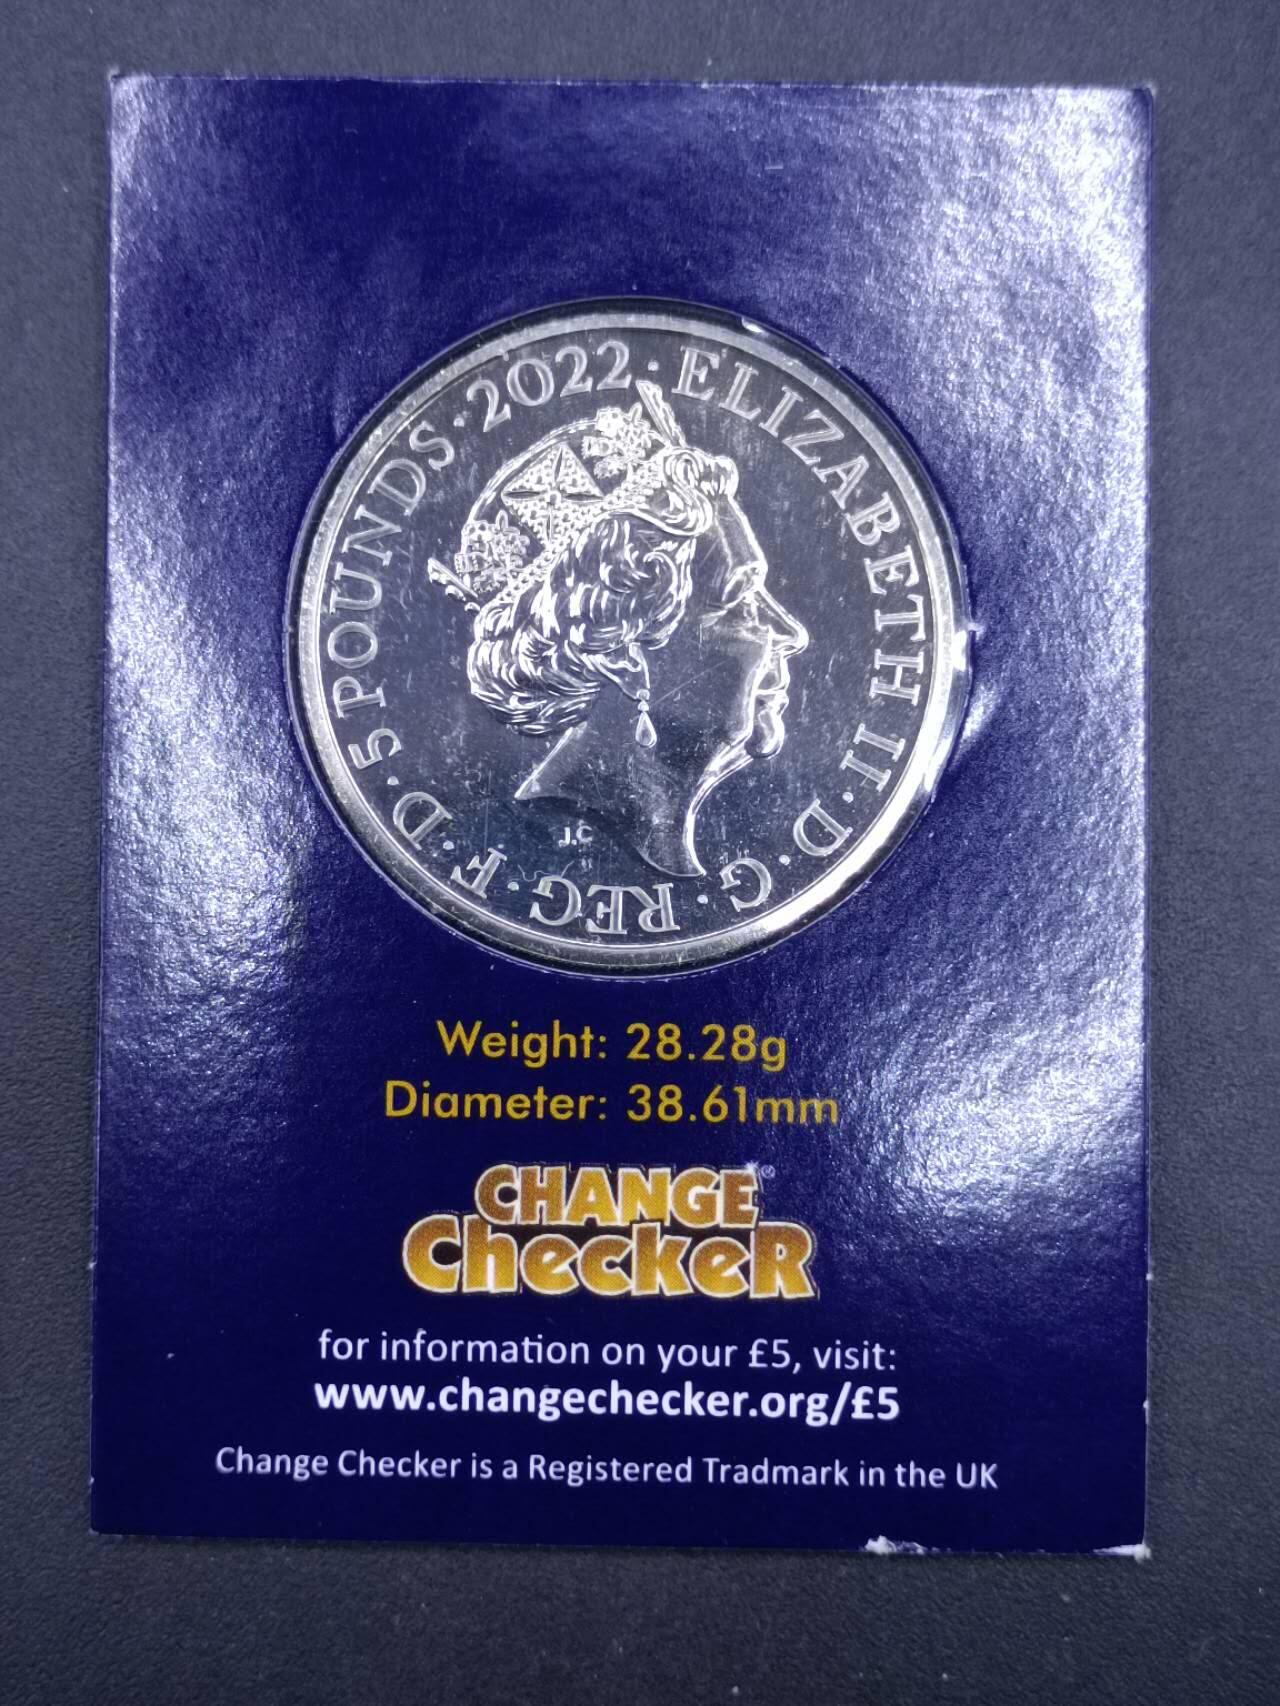 ELIZABETH II · D · G · REG · F · D · 5 POUNDS · 2022 ·
J.C
Weight: 28.28g
Diameter: 38.61mm
CHANGE®
CheckeR
for information on your £5, visit:
www.changechecker.org/£5
Change Checker is a Registered Tradmark in the UK